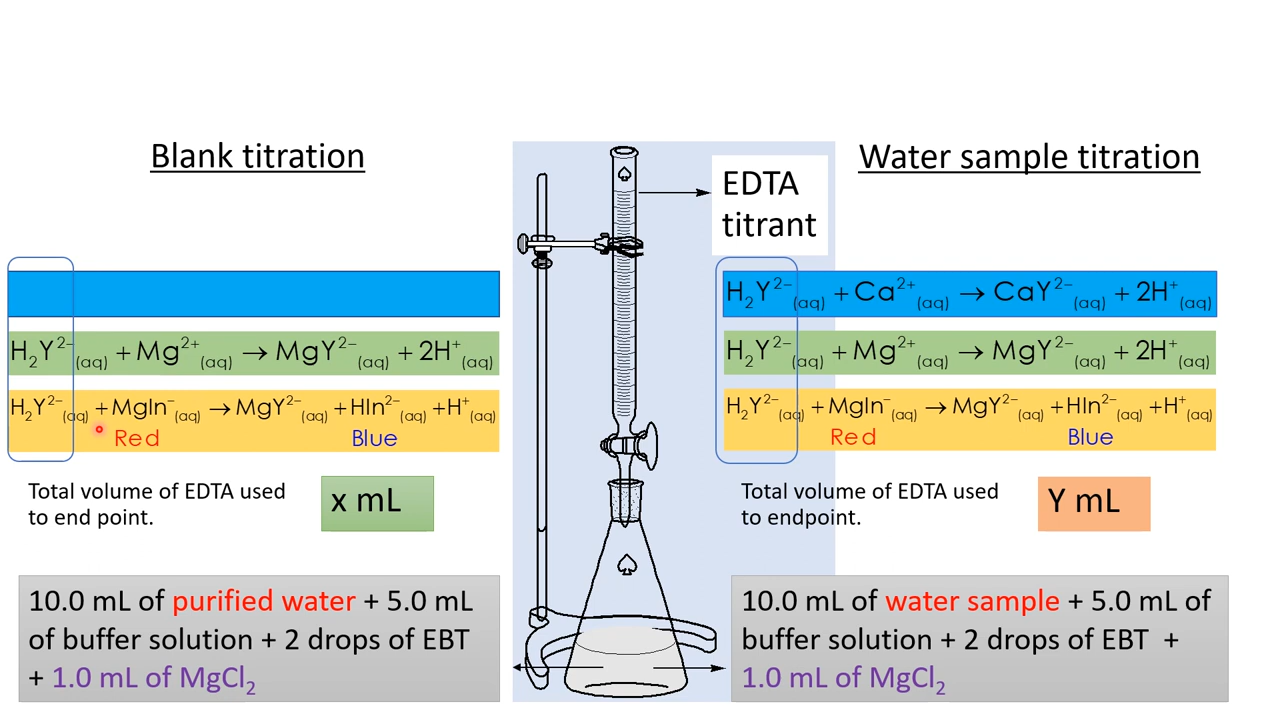 Blank titration
H₂Y²⁻(aq) + Mg²⁺(aq) → MgY²⁻(aq) + 2H⁺(aq)
H₂Y²⁻(aq) + MgIn⁻(aq) → MgY²⁻(aq) + HIn²⁻(aq) + H⁺(aq)
Red Blue
Total volume of EDTA used
to end point.
x mL
10.0 mL of purified water + 5.0 mL
of buffer solution + 2 drops of EBT
+ 1.0 mL of MgCl₂
EDTA
titrant
Water sample titration
H₂Y²⁻(aq) + Ca²⁺(aq) → CaY²⁻(aq) + 2H⁺(aq)
H₂Y²⁻(aq) + Mg²⁺(aq) → MgY²⁻(aq) + 2H⁺(aq)
H₂Y²⁻(aq) + MgIn⁻(aq) → MgY²⁻(aq) + HIn²⁻(aq) + H⁺(aq)
Red Blue
Total volume of EDTA used
to endpoint.
Y mL
10.0 mL of water sample + 5.0 mL of
buffer solution + 2 drops of EBT +
1.0 mL of MgCl₂